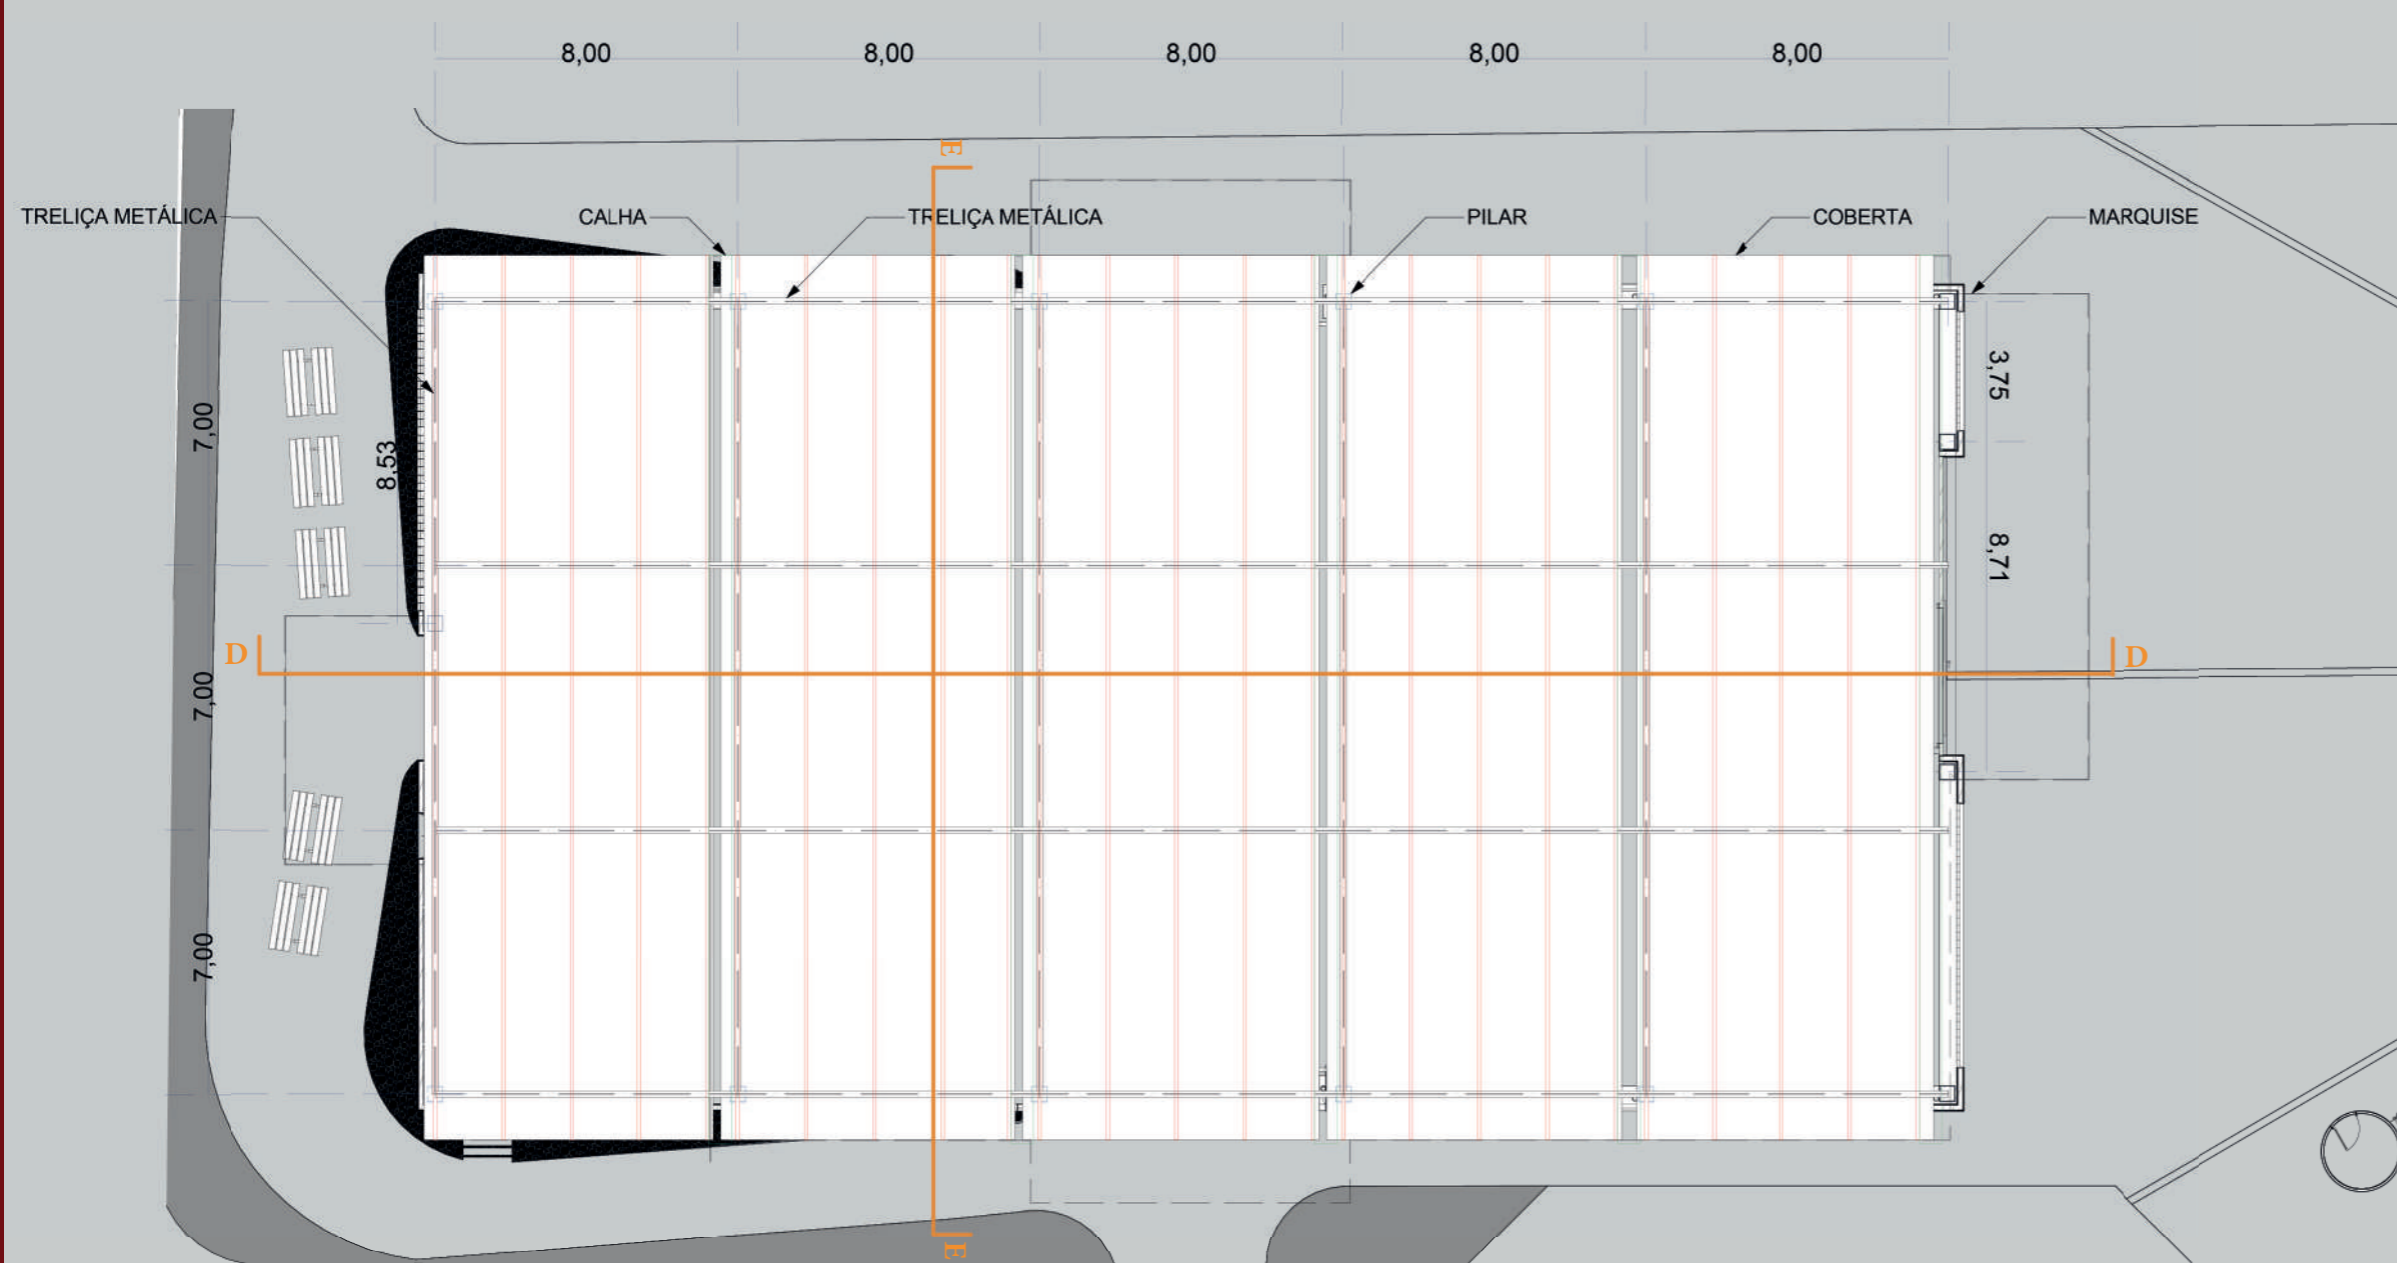 8,00
8,00
8,00
8,00
8,00
E
TRELIÇA METÁLICA
CALHA
TRELIÇA METÁLICA
PILAR
COBERTA
MARQUISE
3,75
7,00
8,53
8,71
D
D
7,00
7,00
E